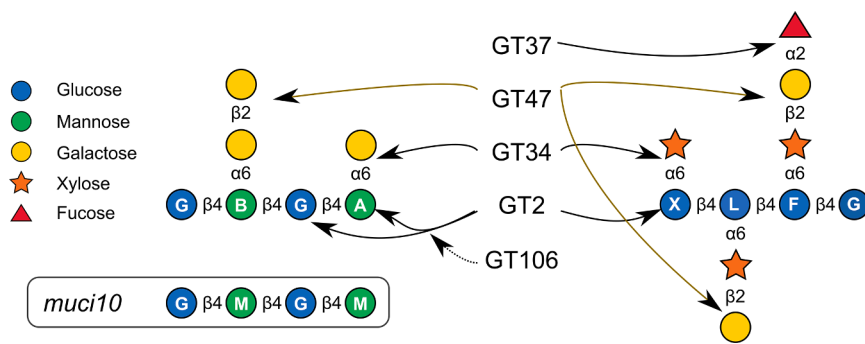 GT37
α2
Glucose
Mannose
Galactose
Xylose
Fucose
β2
GT47
β2
α6
α6
GT34
α6
α6
G β4 B β4 G β4 A
GT2
X β4 L β4 F β4 G
α6
GT106
β2
muci10
G β4 M β4 G β4 M